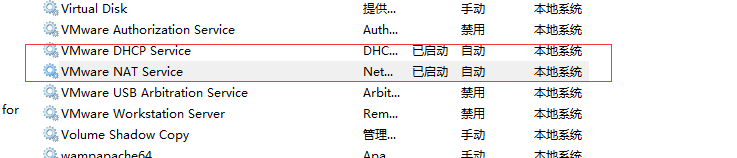 Virtual Disk 提供... 手动 本地系统
VMware Authorization Service Auth... 禁用 本地系统
VMware DHCP Service DHC... 已启动 自动 本地系统
VMware NAT Service Net... 已启动 自动 本地系统
VMware USB Arbitration Service Arbit... 禁用 本地系统
for
VMware Workstation Server Rem... 禁用 本地系统
Volume Shadow Copy 管理... 手动 本地系统
wampapache64 Apa... 手动 本地系统